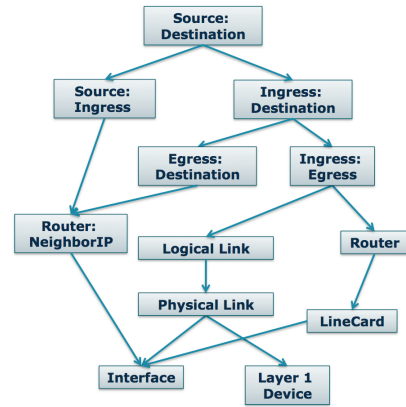 Source:
Destination
Source:
Ingress
Ingress:
Destination
Egress:
Destination
Ingress:
Egress
Router:
NeighborIP
Logical Link
Router
Physical Link
LineCard
Interface
Layer 1
Device